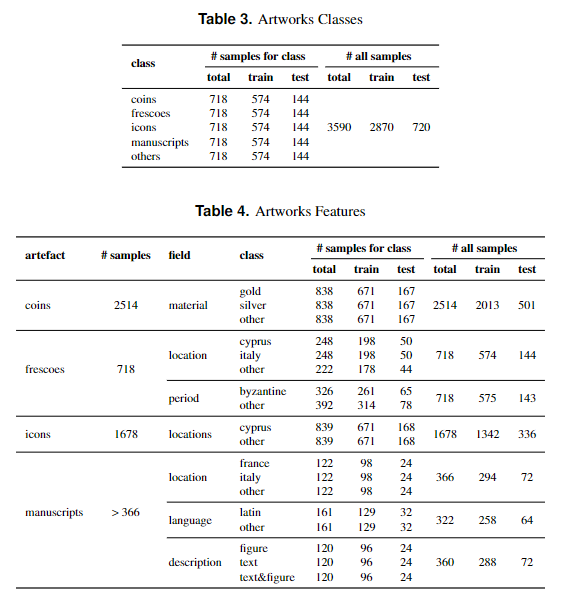 Table 3. Artworks Classes
class # samples for class # all samples
total train test total train test
coins 718 574 144
frescoes 718 574 144
icons 718 574 144 3590 2870 720
manuscripts 718 574 144
others 718 574 144
Table 4. Artworks Features
artefact # samples field class # samples for class # all samples
total train test total train test
gold 838 671 167
coins 2514 material silver 838 671 167 2514 2013 501
other 838 671 167
cyprus 248 198 50
location italy 248 198 50 718 574 144
other 222 178 44
frescoes 718
period byzantine 326 261 65 718 575 143
other 392 314 78
icons 1678 locations cyprus 839 671 168 1678 1342 336
other 839 671 168
france 122 98 24
location italy 122 98 24 366 294 72
other 122 98 24
manuscripts > 366
language latin 161 129 32 322 258 64
other 161 129 32
figure 120 96 24
description text 120 96 24 360 288 72
text&figure 120 96 24